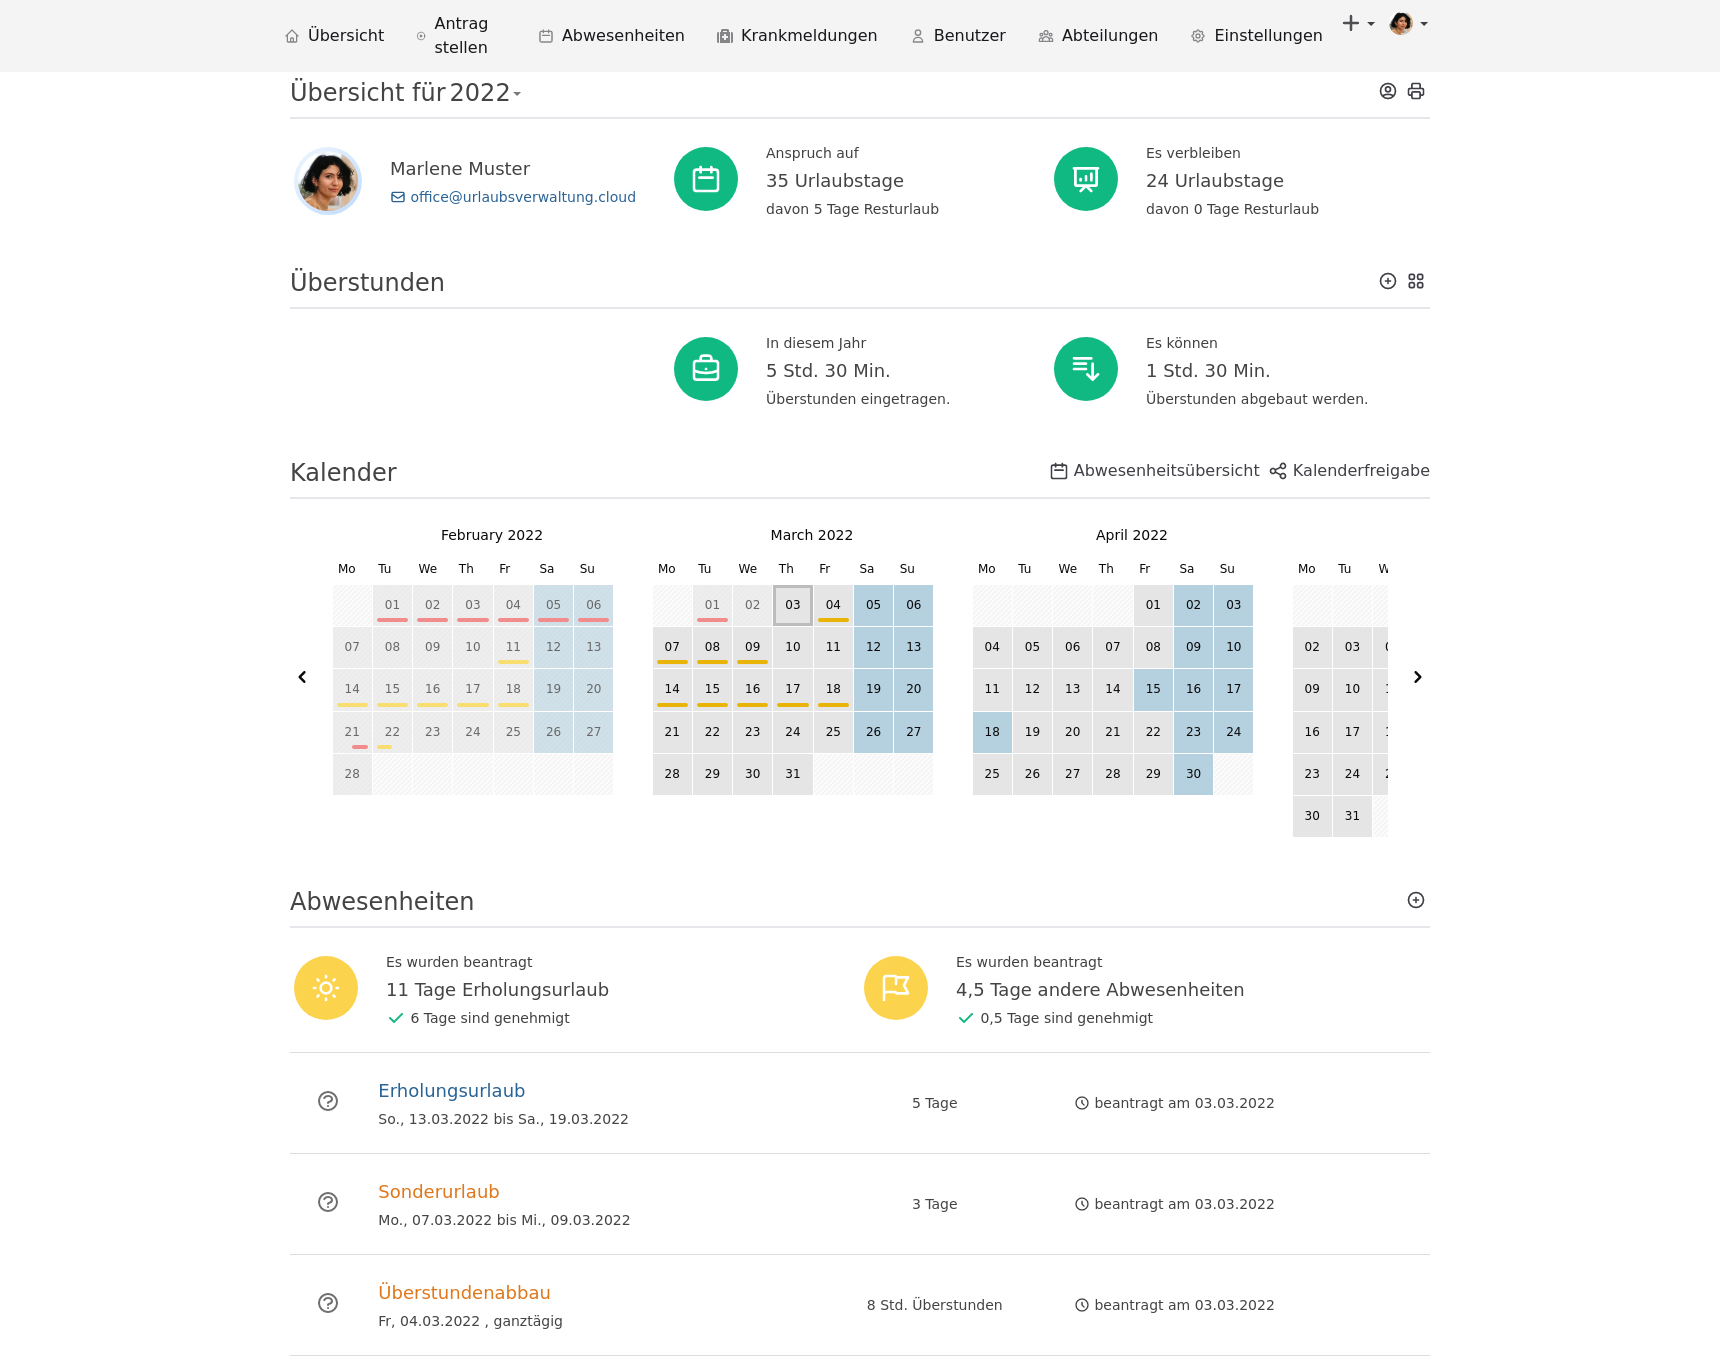 Übersicht
Antrag stellen
Abwesenheiten
Krankmeldungen
Benutzer
Abteilungen
Einstellungen
Übersicht für 2022
Marlene Muster
office@urlaubsverwaltung.cloud
Anspruch auf
35 Urlaubstage
davon 5 Tage Resturlaub
Es verbleiben
24 Urlaubstage
davon 0 Tage Resturlaub
Überstunden
In diesem Jahr
5 Std. 30 Min.
Überstunden eingetragen.
Es können
1 Std. 30 Min.
Überstunden abgebaut werden.
Kalender
Abwesenheitsübersicht
Kalenderfreigabe
February 2022
Mo Tu We Th Fr Sa Su
01 02 03 04 05 06
07 08 09 10 11 12 13
14 15 16 17 18 19 20
21 22 23 24 25 26 27
28
March 2022
Mo Tu We Th Fr Sa Su
01 02 03 04 05 06
07 08 09 10 11 12 13
14 15 16 17 18 19 20
21 22 23 24 25 26 27
28 29 30 31
April 2022
Mo Tu We Th Fr Sa Su
01 02 03
04 05 06 07 08 09 10
11 12 13 14 15 16 17
18 19 20 21 22 23 24
25 26 27 28 29 30
Mo Tu
02 03
09 10
16 17
23 24
30 31
Abwesenheiten
Es wurden beantragt
11 Tage Erholungsurlaub
6 Tage sind genehmigt
Es wurden beantragt
4,5 Tage andere Abwesenheiten
0,5 Tage sind genehmigt
Erholungsurlaub
So., 13.03.2022 bis Sa., 19.03.2022
5 Tage
beantragt am 03.03.2022
Sonderurlaub
Mo., 07.03.2022 bis Mi., 09.03.2022
3 Tage
beantragt am 03.03.2022
Überstundenabbau
Fr, 04.03.2022 , ganztägig
8 Std. Überstunden
beantragt am 03.03.2022